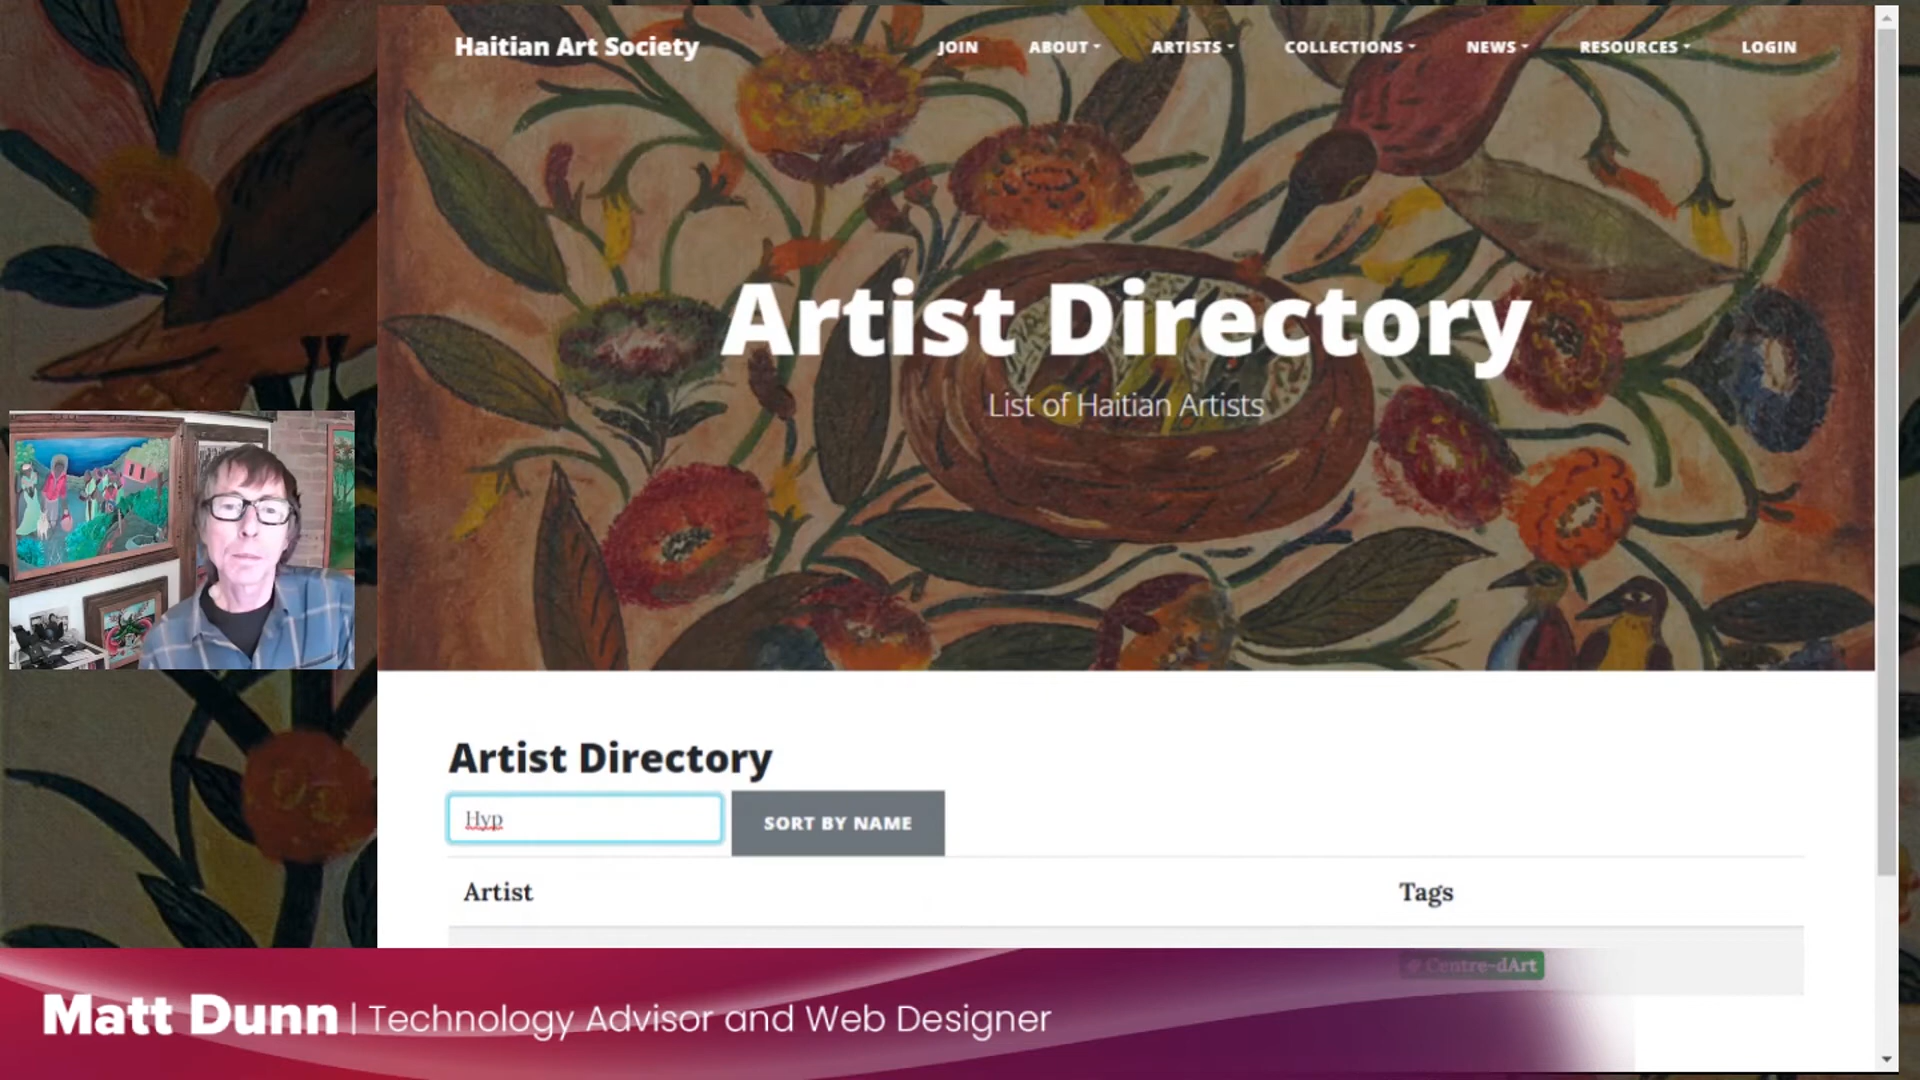 Haitian Art Society
JOIN ABOUT ARTISTS COLLECTIONS NEWS RESOURCES LOGIN
Artist Directory
List of Haitian Artists
Artist Directory
Hyp
SORT BY NAME
Artist Tags
# Centre-dArt
Matt Dunn | Technology Advisor and Web Designer